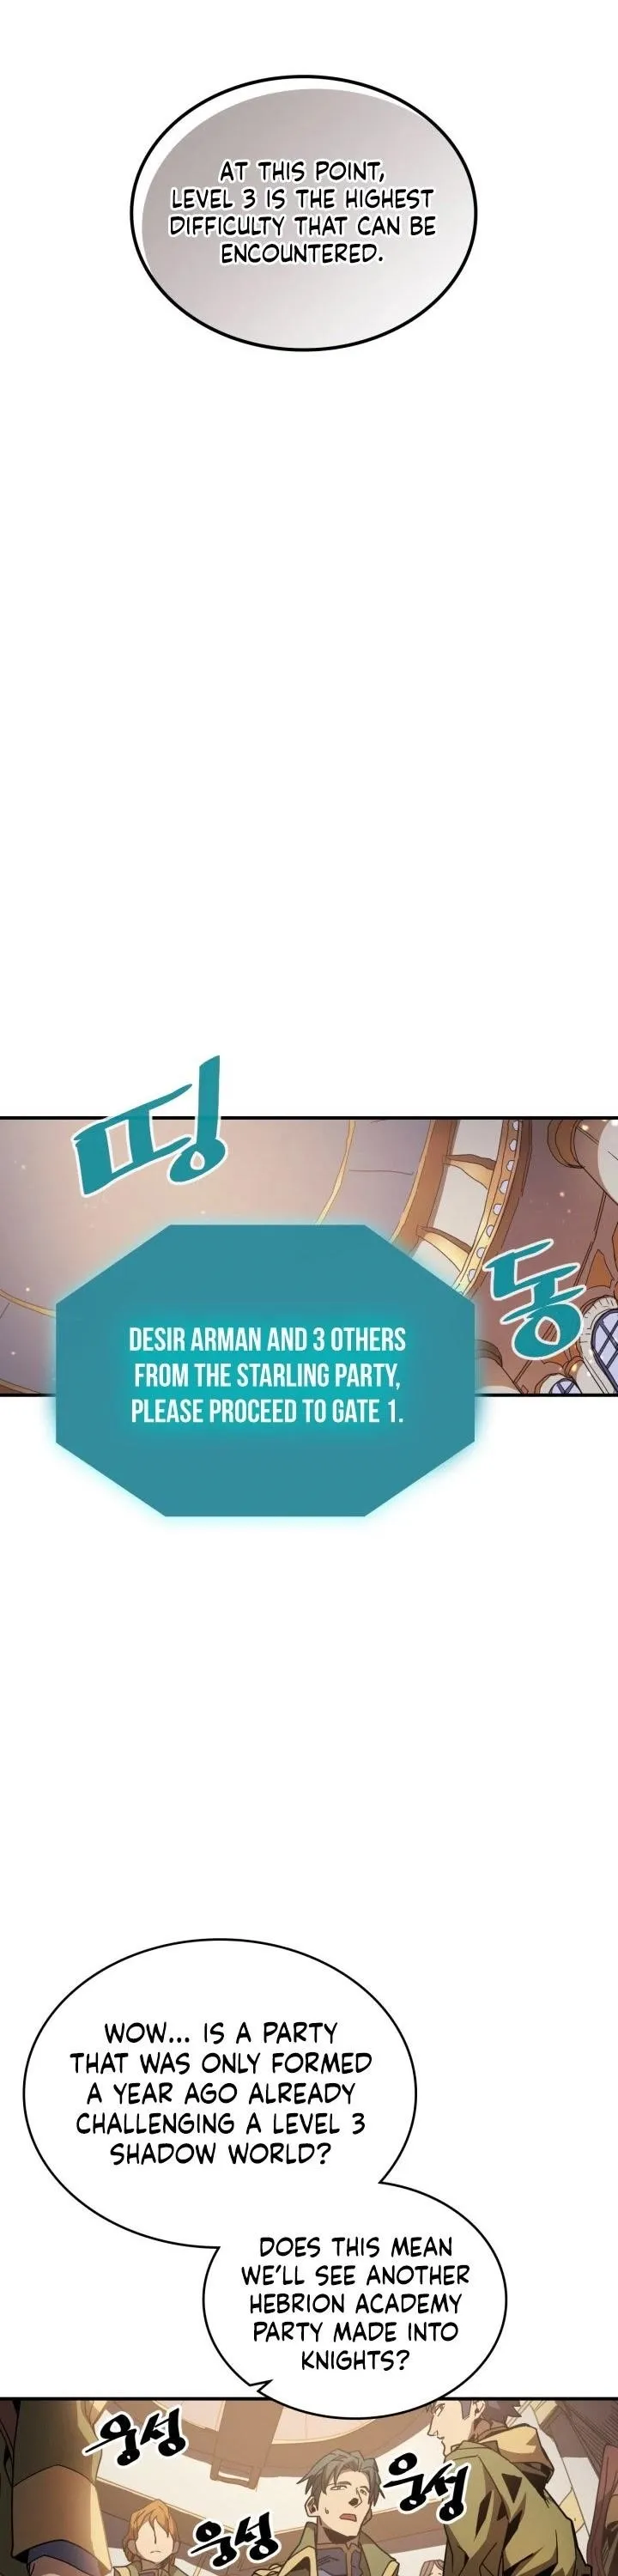 AT THIS POINT,
LEVEL 3 IS THE HIGHEST
DIFFICULTY THAT CAN BE
ENCOUNTERED.
띵
동
DESIR ARMAN AND 3 OTHERS
FROM THE STARLING PARTY,
PLEASE PROCEED TO GATE 1.
WOW... IS A PARTY
THAT WAS ONLY FORMED
A YEAR AGO ALREADY
CHALLENGING A LEVEL 3
SHADOW WORLD?
DOES THIS MEAN
WE'LL SEE ANOTHER
HEBRION ACADEMY
PARTY MADE INTO
KNIGHTS?
웅성
웅성
웅성